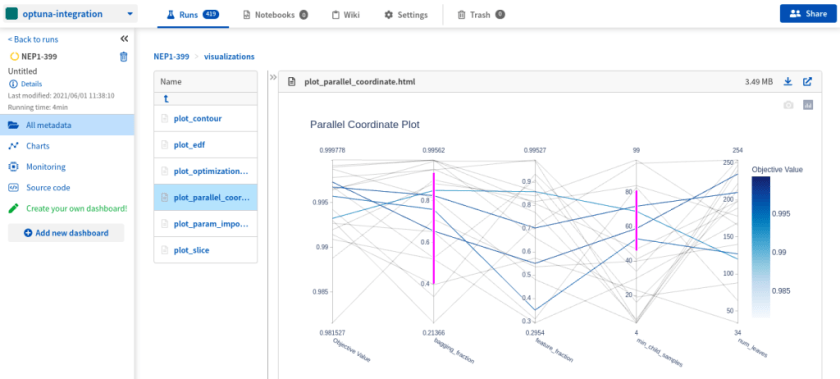 optuna-integration
Runs 419
Notebooks 0
Wiki
Settings
Trash 0
Share
< Back to runs
NEP1-399
Untitled
Details
Last modified: 2021/06/01 11:38:10
Running time: 4min
All metadata
Charts
Monitoring
Source code
Create your own dashboard!
Add new dashboard
NEP1-399 > visualizations
Name
plot_contour
plot_edf
plot_optimization...
plot_parallel_coor...
plot_param_impo...
plot_slice
plot_parallel_coordinate.html
3.49 MB
Parallel Coordinate Plot
0.999778
0.99562
0.99527
99
254
0.995
0.99
0.985
0.8
0.6
0.4
0.9
0.8
0.7
0.6
0.5
0.4
0.3
80
60
40
20
250
200
150
100
50
0.981527
0.21366
0.2954
4
34
Objective Value
bagging_fraction
feature_fraction
min_child_samples
num_leaves
Objective Value
0.995
0.99
0.985